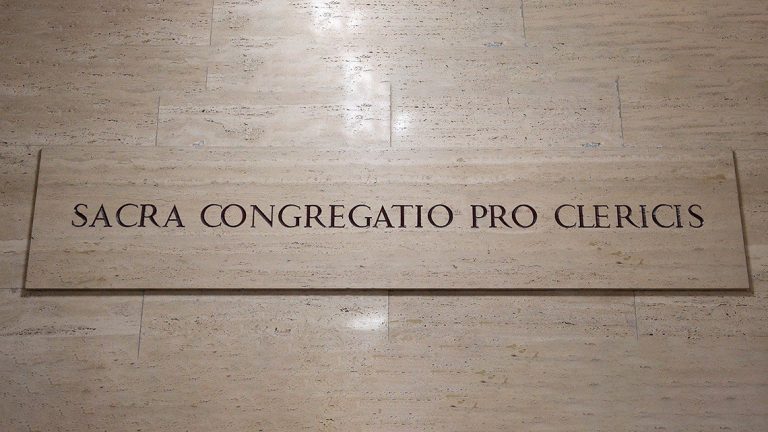 SACRA CONGREGATIO PRO CLERICIS